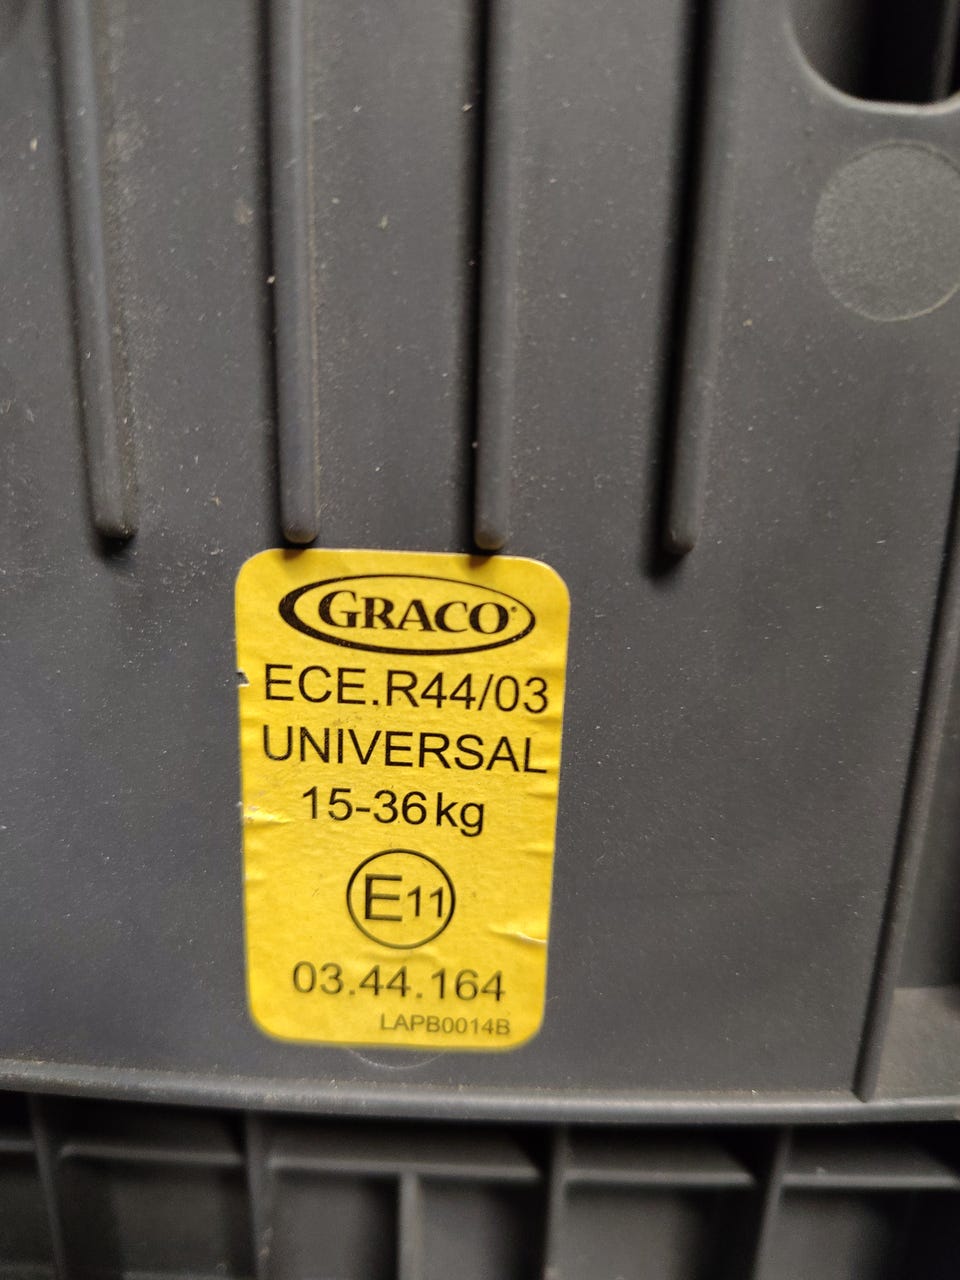 GRACO
ECE.R44/03
UNIVERSAL
15-36kg
E11
03.44.164
LAPB0014B